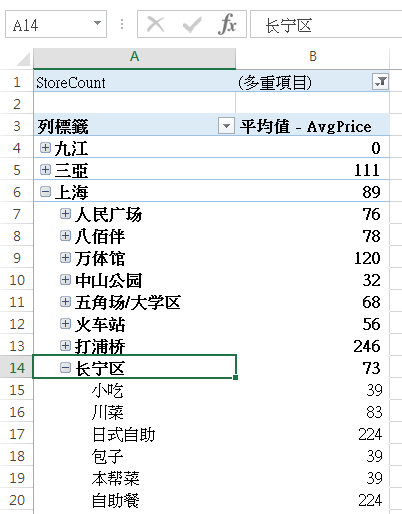 A14 长宁区
A B
1 StoreCount (多重項目)
2
3 列標籤 平均值 - AvgPrice
4 九江 0
5 三亞 111
6 上海 89
7 人民广场 76
8 八佰伴 78
9 万体馆 120
10 中山公园 32
11 五角场/大学区 68
12 火车站 56
13 打浦桥 246
14 长宁区 73
15 小吃 39
16 川菜 83
17 日式自助 224
18 包子 39
19 本帮菜 39
20 自助餐 224